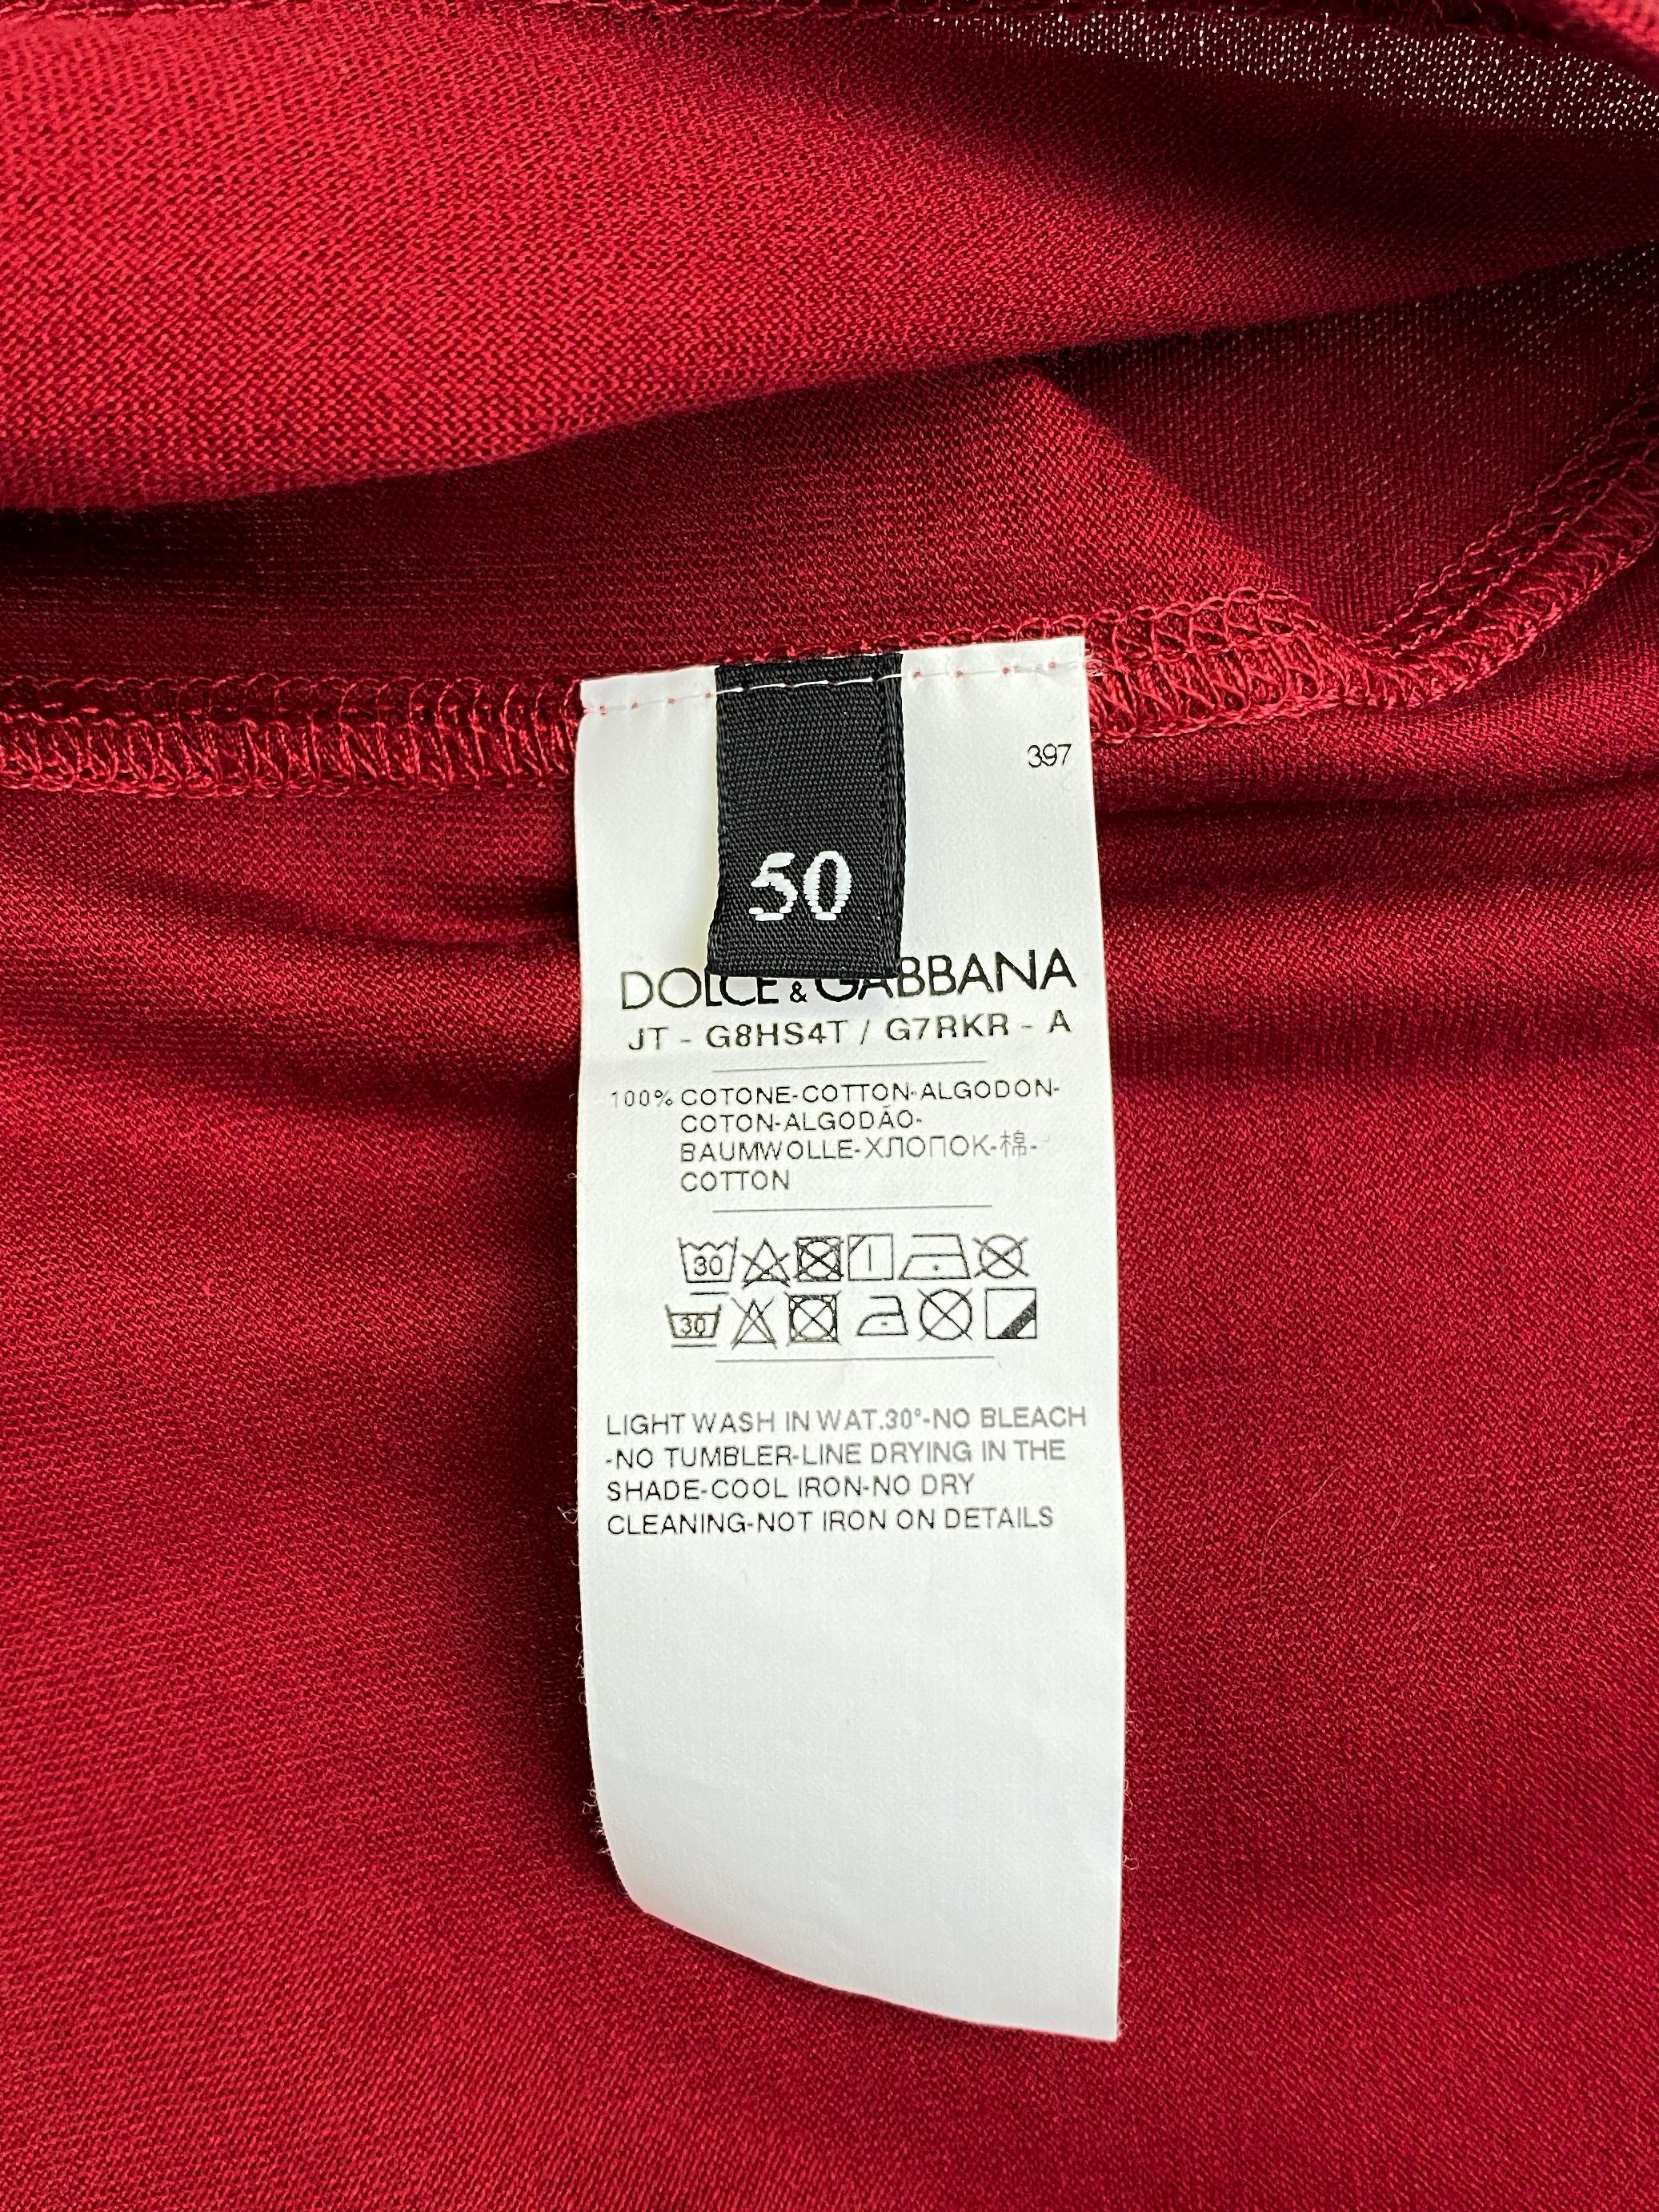 397
50
DOLCE & GABBANA
JT - G8HS4T / G7RKR - A
100% COTONE-COTTON-ALGODON-
COTON-ALGODÃO-
BAUMWOLLE-ХЛОПОК-棉-
COTTON
30
30
LIGHT WASH IN WAT.30°-NO BLEACH
-NO TUMBLER-LINE DRYING IN THE
SHADE-COOL IRON-NO DRY
CLEANING-NOT IRON ON DETAILS